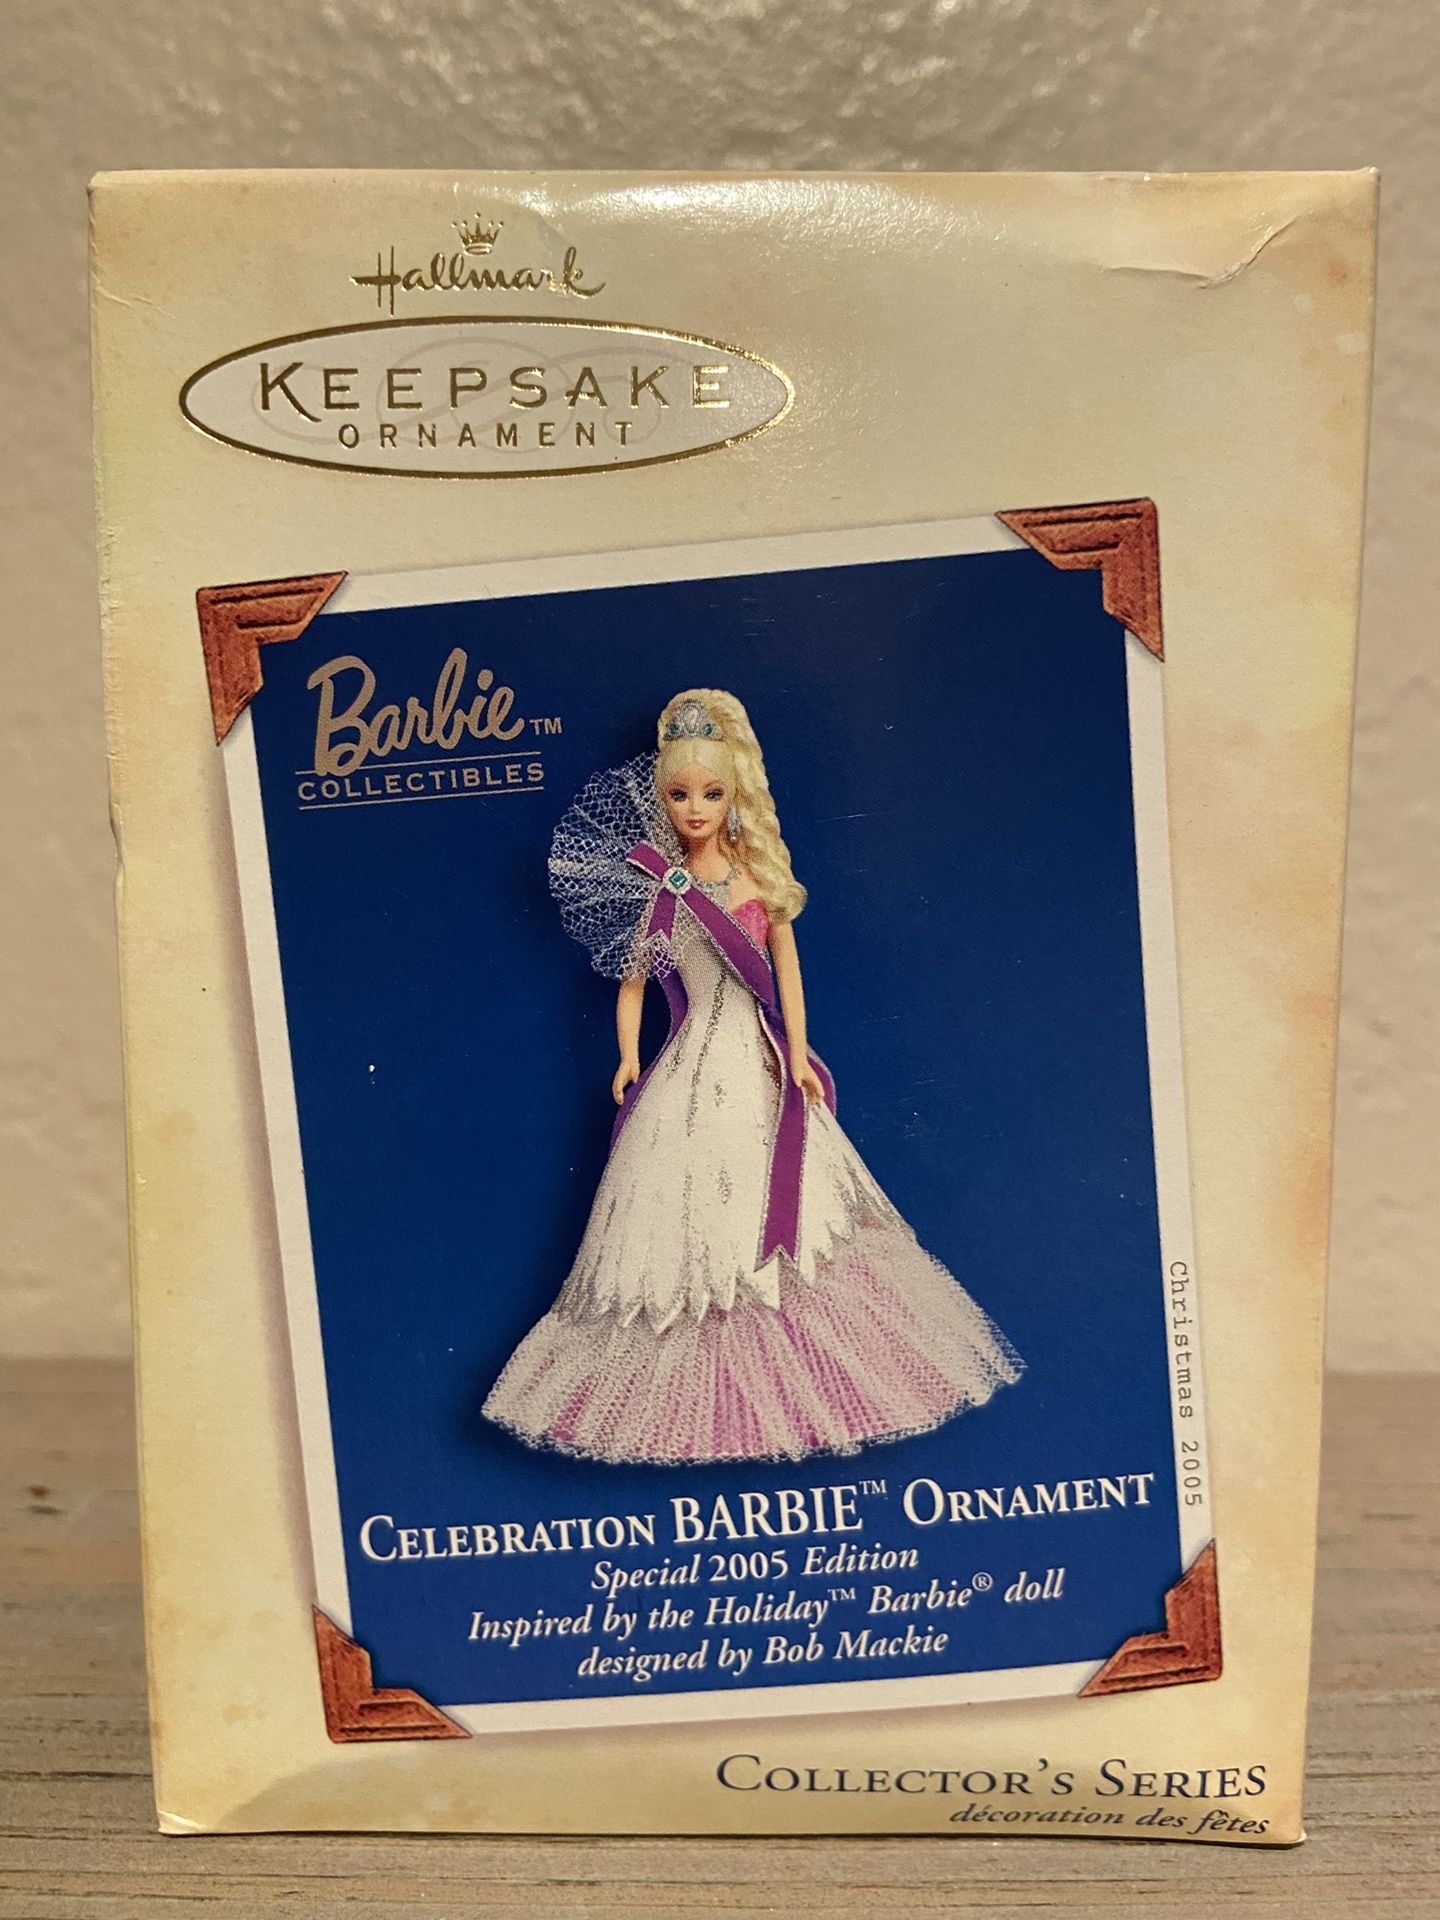 Hallmark
KEEPSAKE
ORNAMENT
Barbie™
COLLECTIBLES
Christmas 2005
CELEBRATION BARBIE™ ORNAMENT
Special 2005 Edition
Inspired by the Holiday™ Barbie® doll
designed by Bob Mackie
COLLECTOR'S SERIES
décoration des fêtes